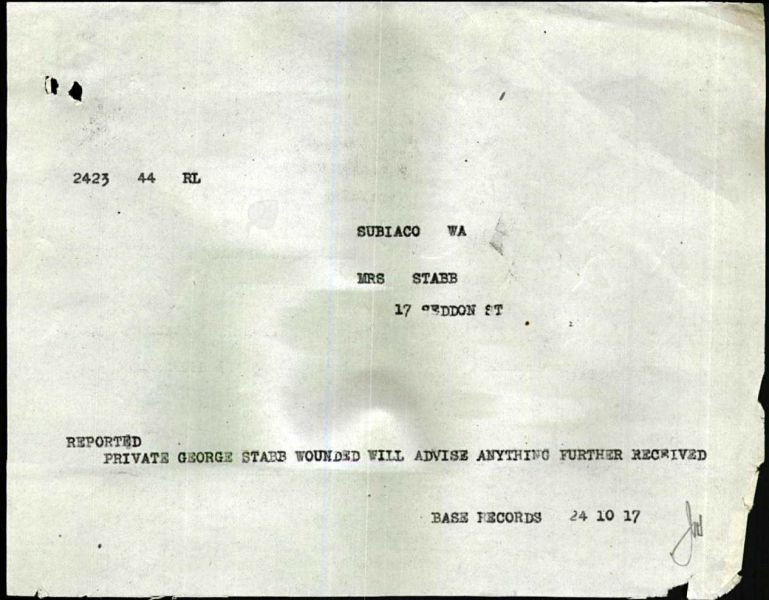 2423 44 RL
SUBIACO WA
MRS STABB
17 SEDDON ST
REPORTED
PRIVATE GEORGE STABB WOUNDED WILL ADVISE ANYTHING FURTHER RECEIVED
BASE RECORDS 24 10 17